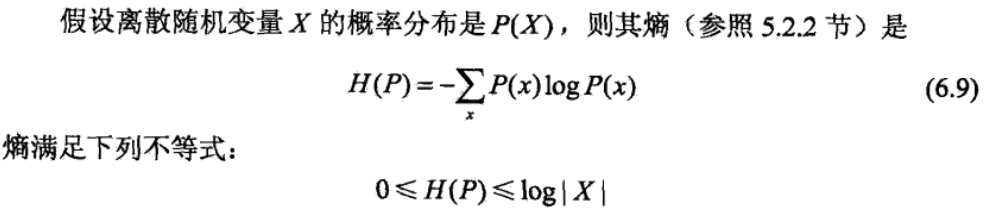 假设离散随机变量 X 的概率分布是 P(X)，则其熵（参照 5.2.2 节）是
H(P) = -∑ₓ P(x) log P(x) (6.9)
熵满足下列不等式：
0 ≤ H(P) ≤ log | X |